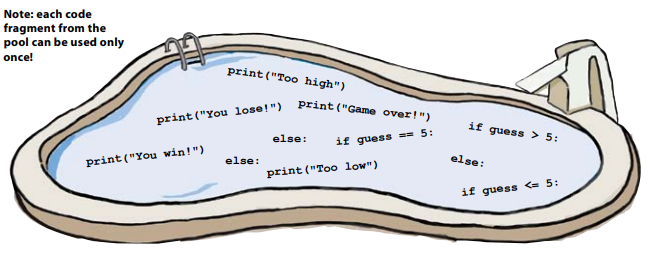 Note: each code
fragment from the
pool can be used only
once!
print("Too high")
print("You lose!")
print("Game over!")
else:
if guess == 5:
if guess > 5:
print("You win!")
else:
print("Too low")
else:
if guess <= 5: